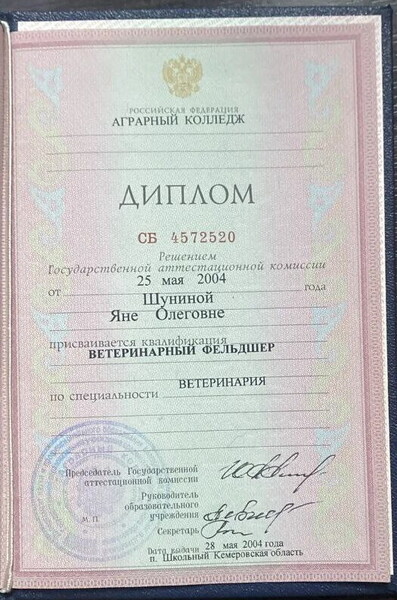 РОССИЙСКАЯ ФЕДЕРАЦИЯ
АГРАРНЫЙ КОЛЛЕДЖ
ДИПЛОМ
СБ 4572520
Решением
Государственной аттестационной комиссии
от 25 мая 2004 года
Шуниной
Яне Олеговне
присваивается квалификация
ВЕТЕРИНАРНЫЙ ФЕЛЬДШЕР
ВЕТЕРИНАРИЯ
по специальности
Председатель Государственной
аттестационной комиссии
Руководитель
образовательного
учреждения
М. П.
Секретарь
Дата выдачи 28 мая 2004 года
п. Школьный Кемеровская область